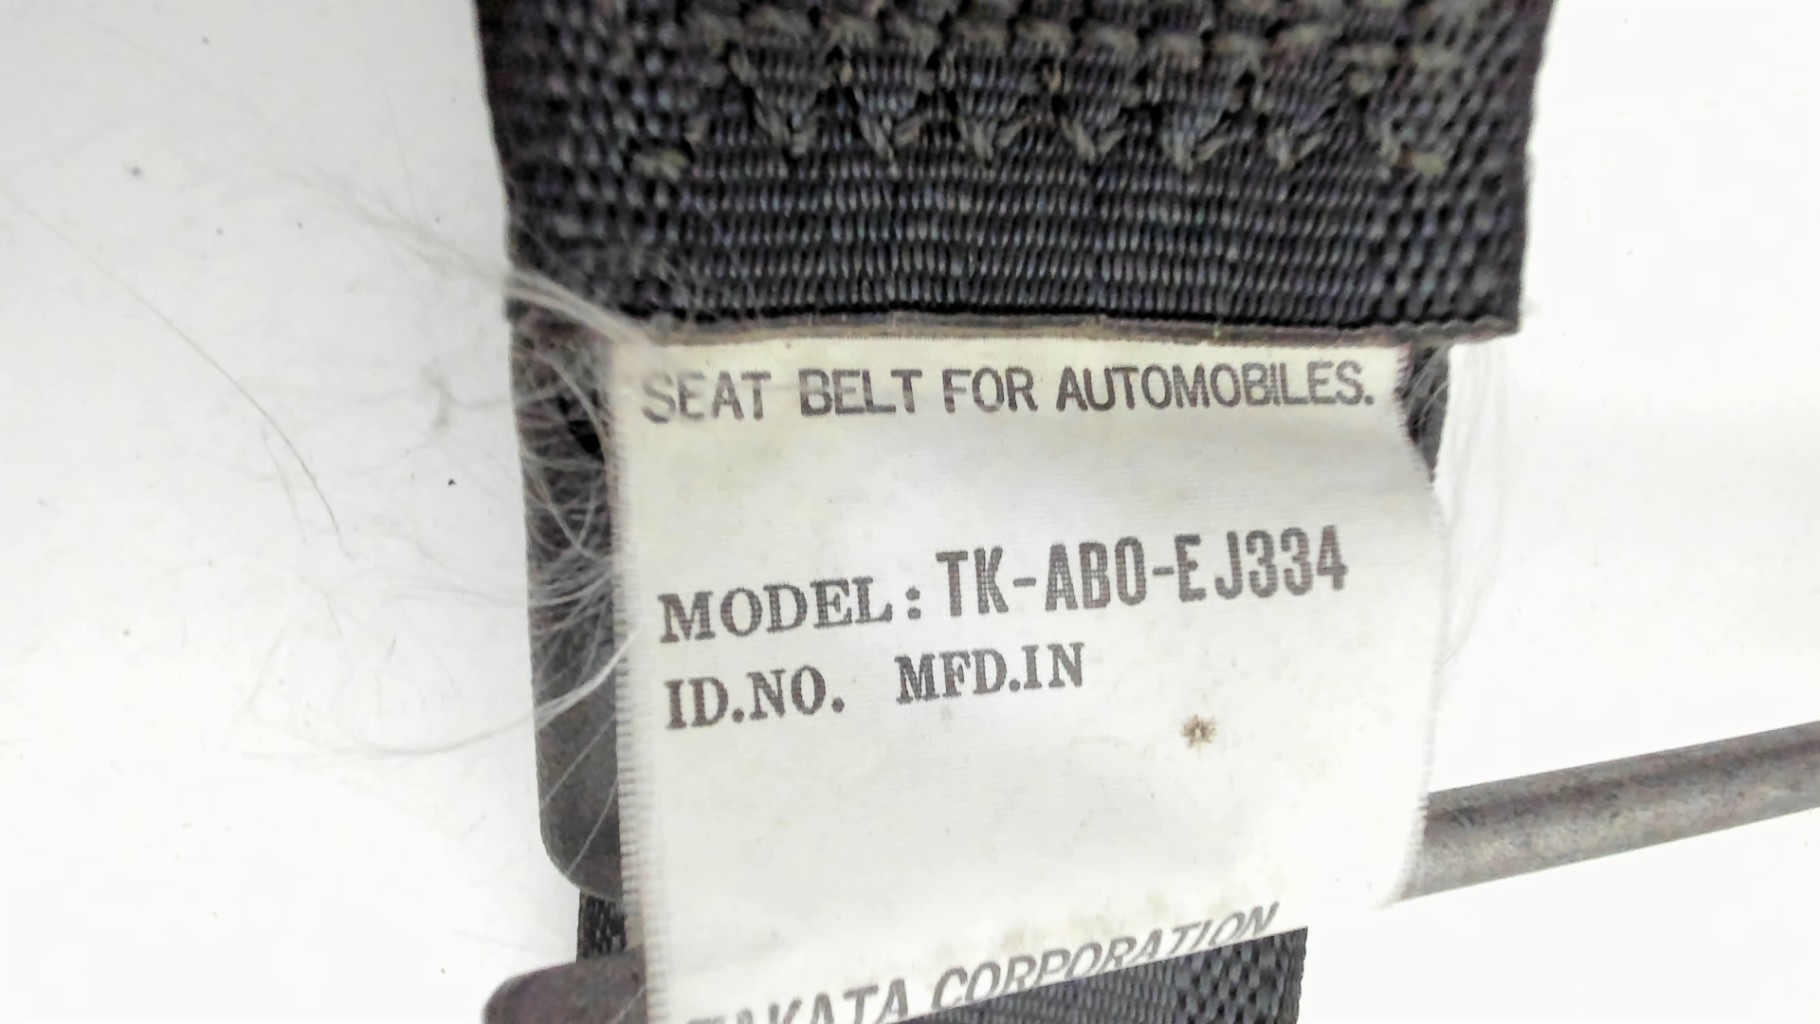 SEAT BELT FOR AUTOMOBILES.
MODEL: TK-AB0-EJ334
ID.NO. MFD.IN
TAKATA CORPORATION